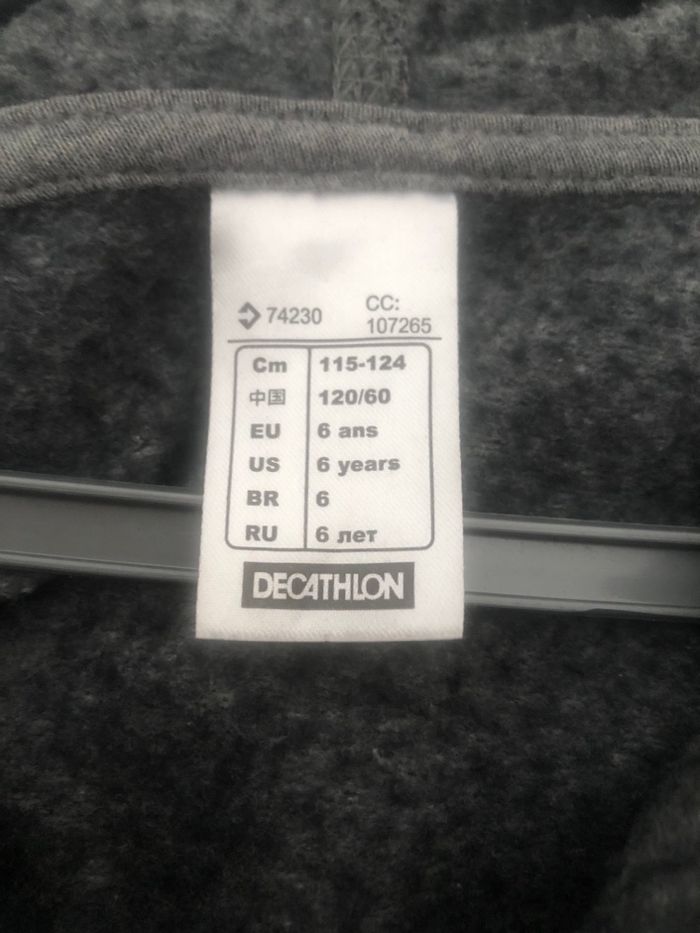 74230 CC:
107265
Cm 115-124
中国 120/60
EU 6 ans
US 6 years
BR 6
RU 6 лет
DECATHLON